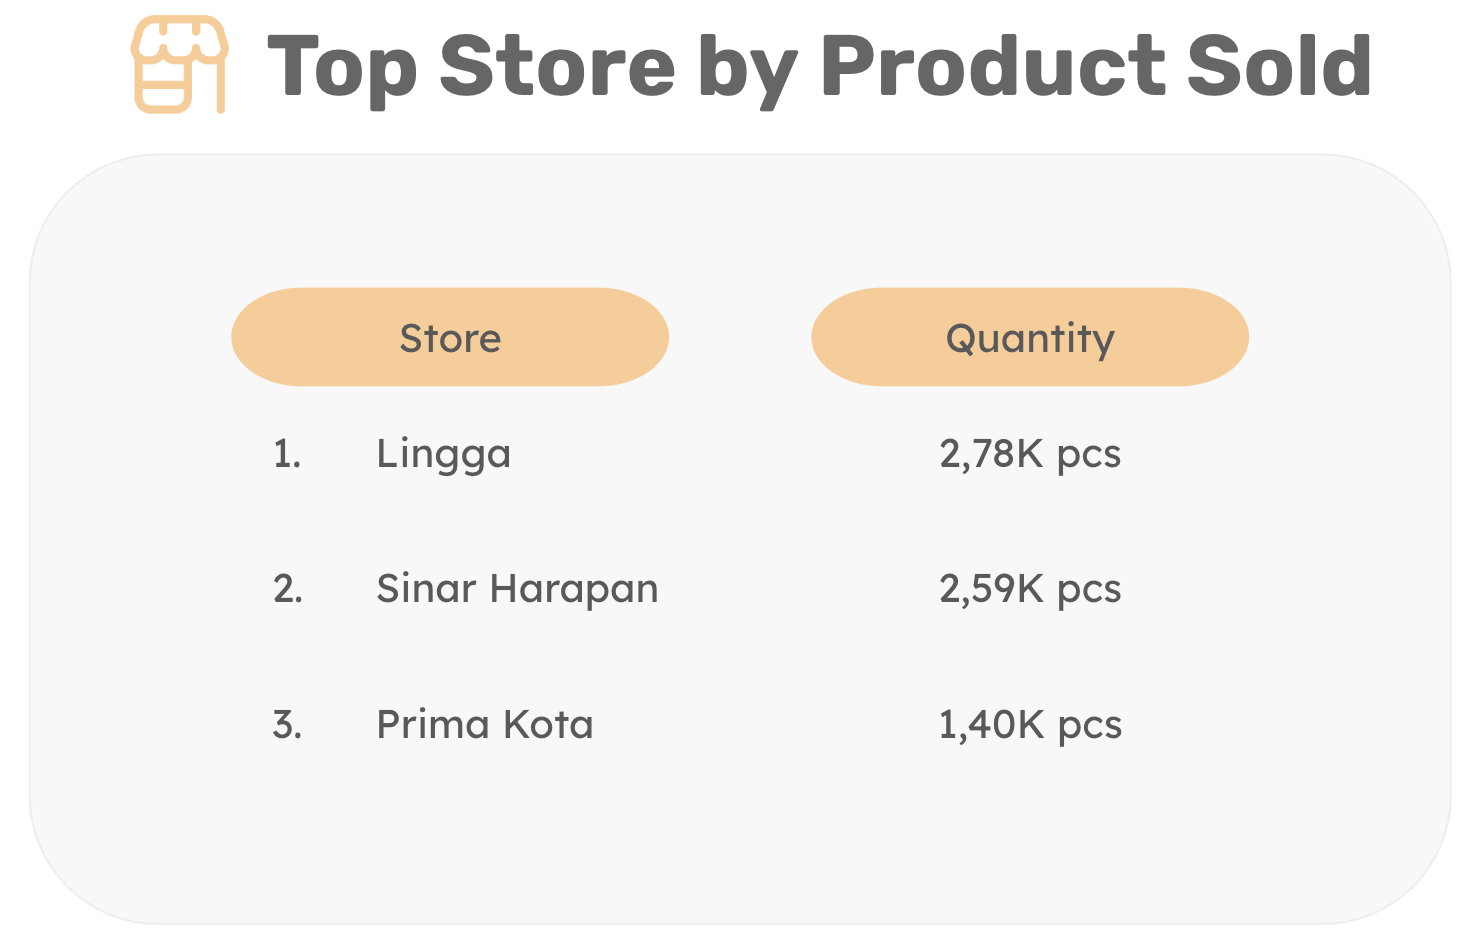 Top Store by Product Sold
Store Quantity
1. Lingga 2,78K pcs
2. Sinar Harapan 2,59K pcs
3. Prima Kota 1,40K pcs